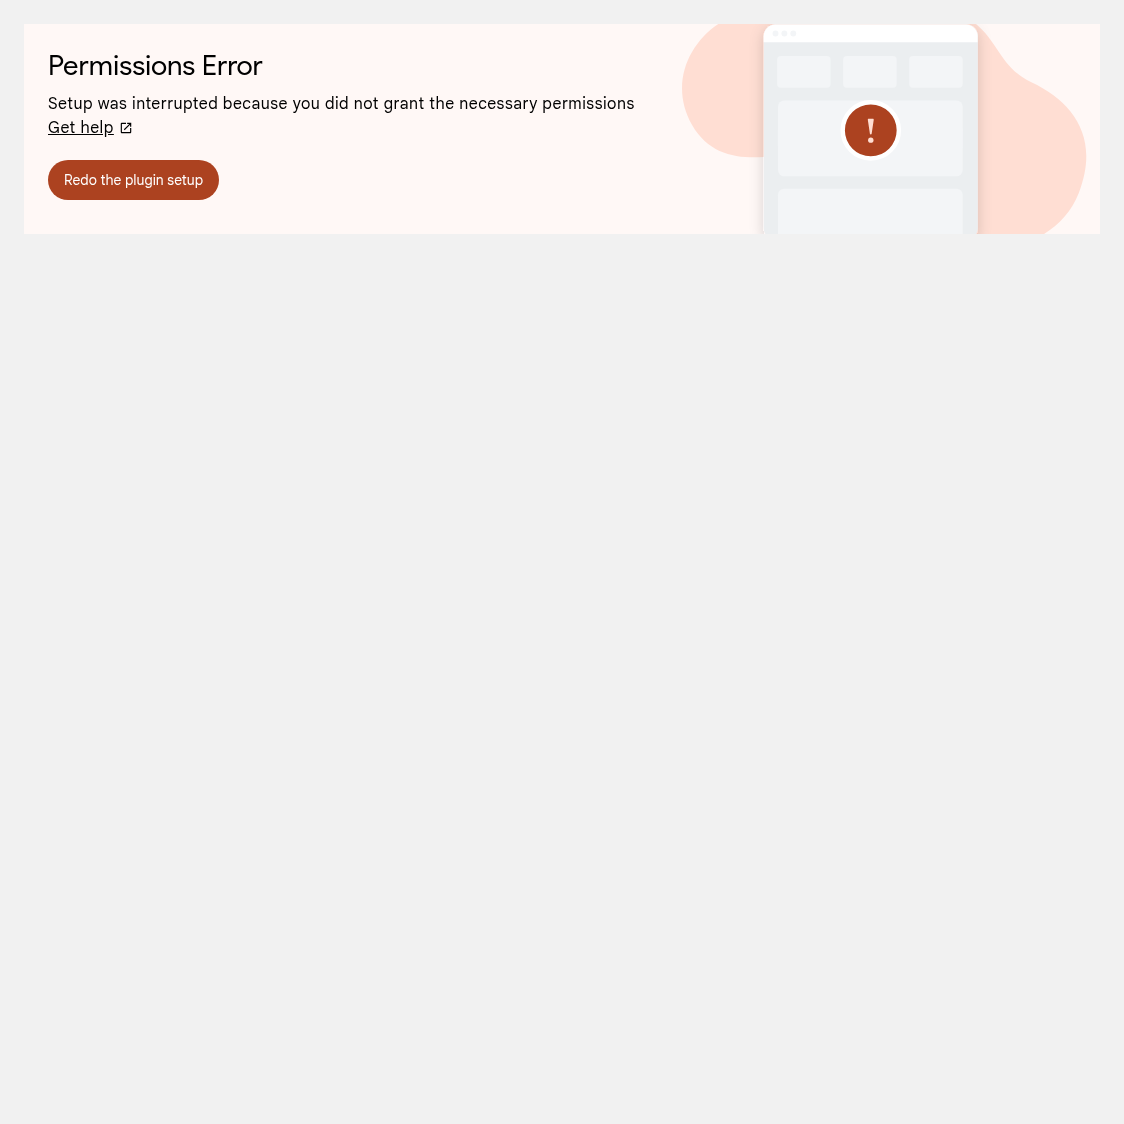 Permissions Error
Setup was interrupted because you did not grant the necessary permissions
Get help
Redo the plugin setup
!